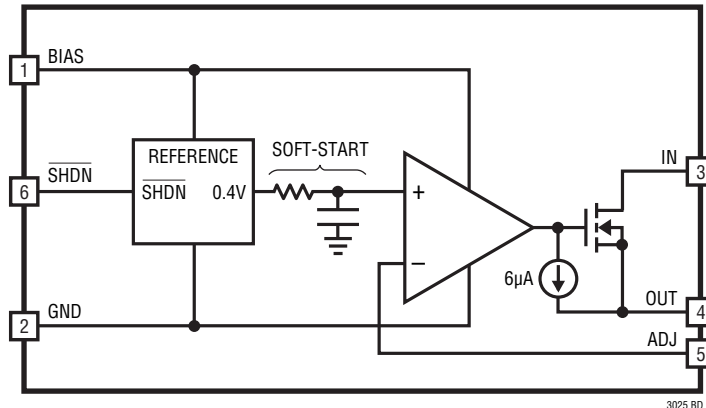 BIAS
1
REFERENCE
SOFT-START
IN
SHDN
SHDN
0.4V
+
3
6
–
6µA
OUT
GND
4
2
ADJ
5
3025 BD